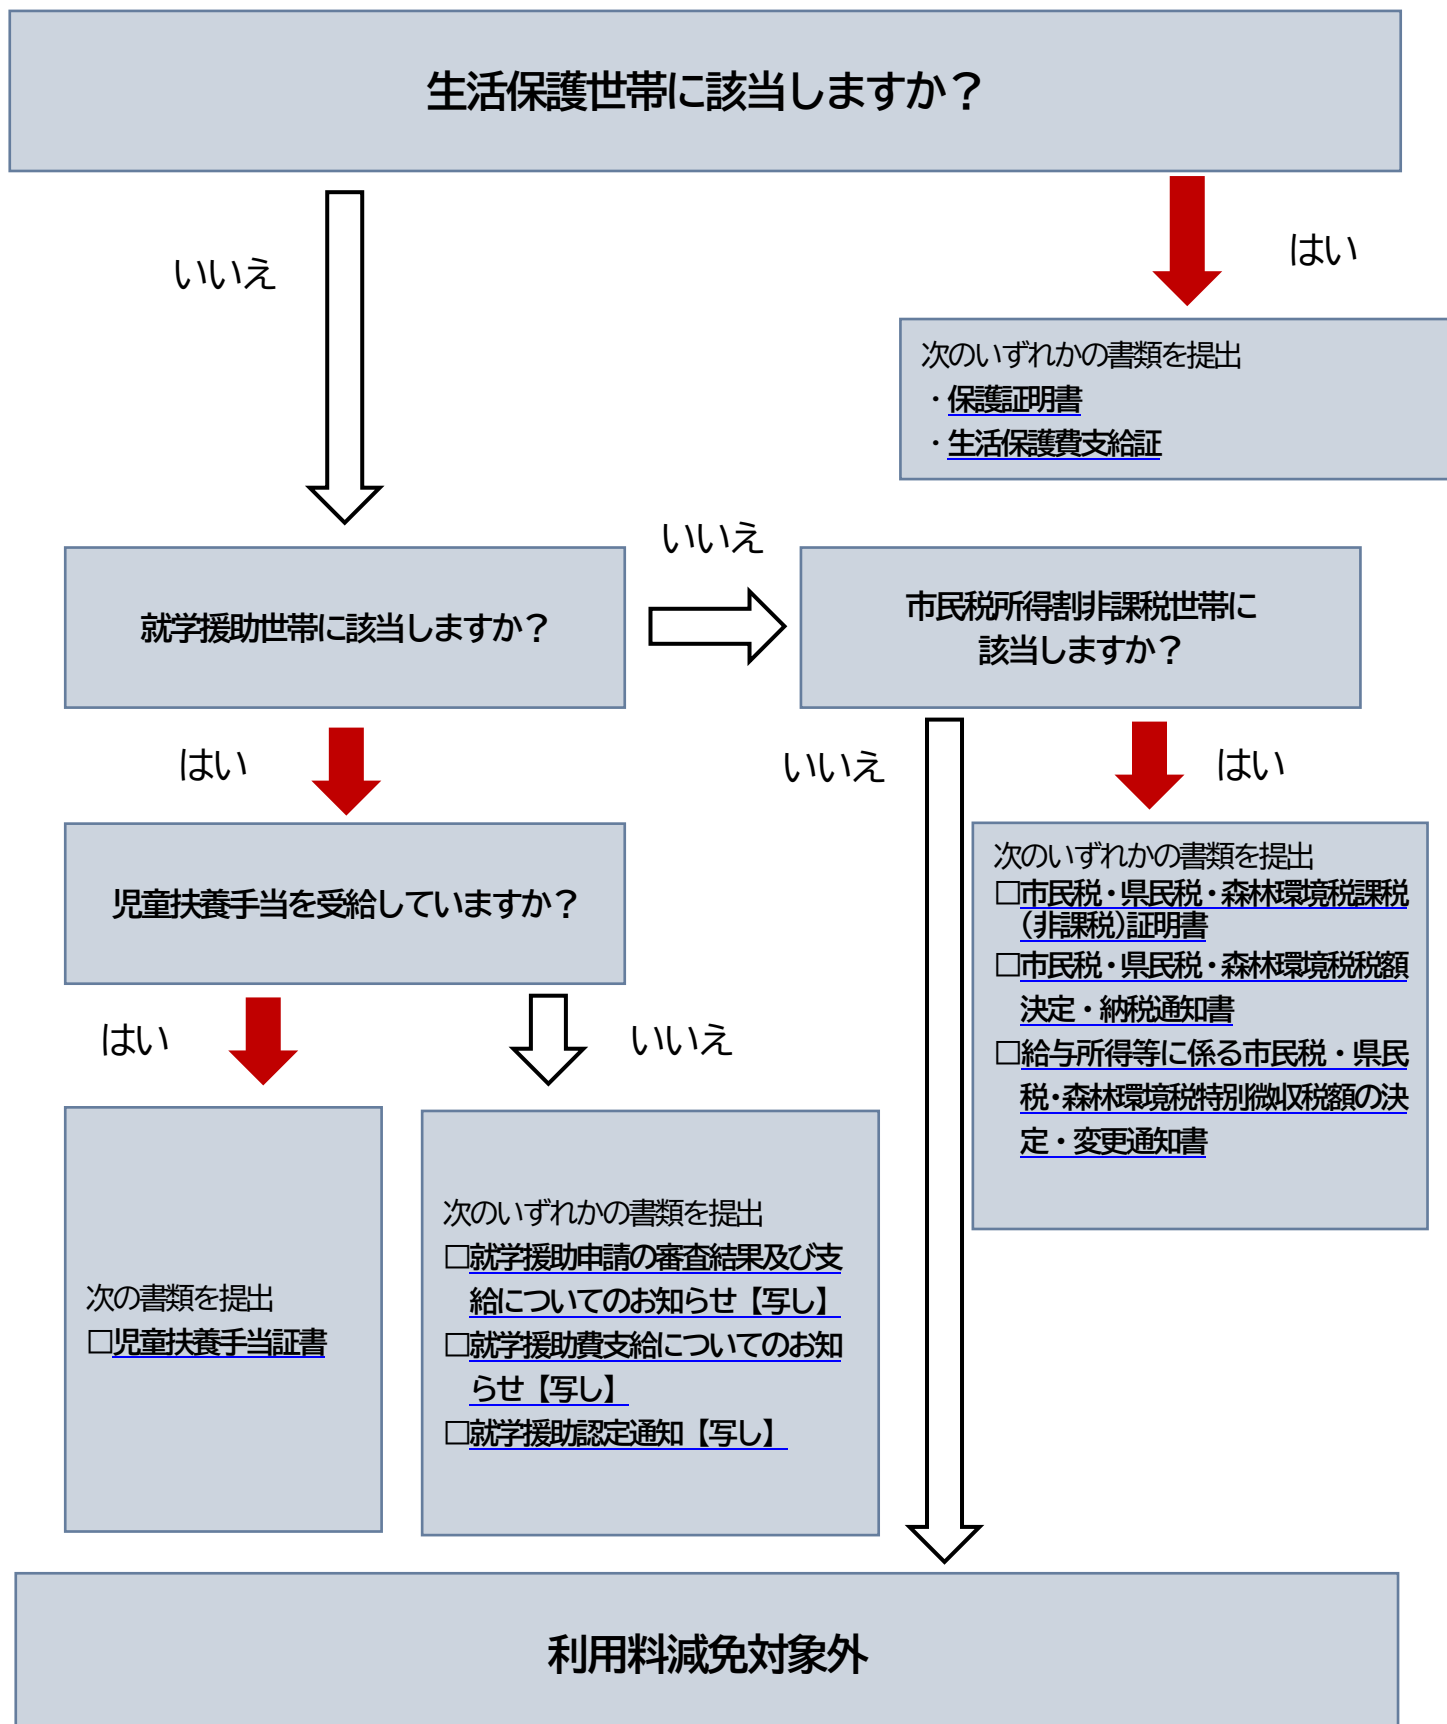 生活保護世帯に該当しますか？
いいえ
はい
次のいずれかの書類を提出
・保護証明書
・生活保護費支給証
いいえ
就学援助世帯に該当しますか？
市民税所得割非課税世帯に
該当しますか？
はい
いいえ
はい
児童扶養手当を受給していますか？
次のいずれかの書類を提出
□市民税・県民税・森林環境税課税
（非課税）証明書
□市民税・県民税・森林環境税税額
決定・納税通知書
□給与所得等に係る市民税・県民
税・森林環境税特別徴収税額の決
定・変更通知書
はい
いいえ
次の書類を提出
□児童扶養手当証書
次のいずれかの書類を提出
□就学援助申請の審査結果及び支
給についてのお知らせ【写し】
□就学援助費支給についてのお知
らせ【写し】
□就学援助認定通知【写し】
利用料減免対象外